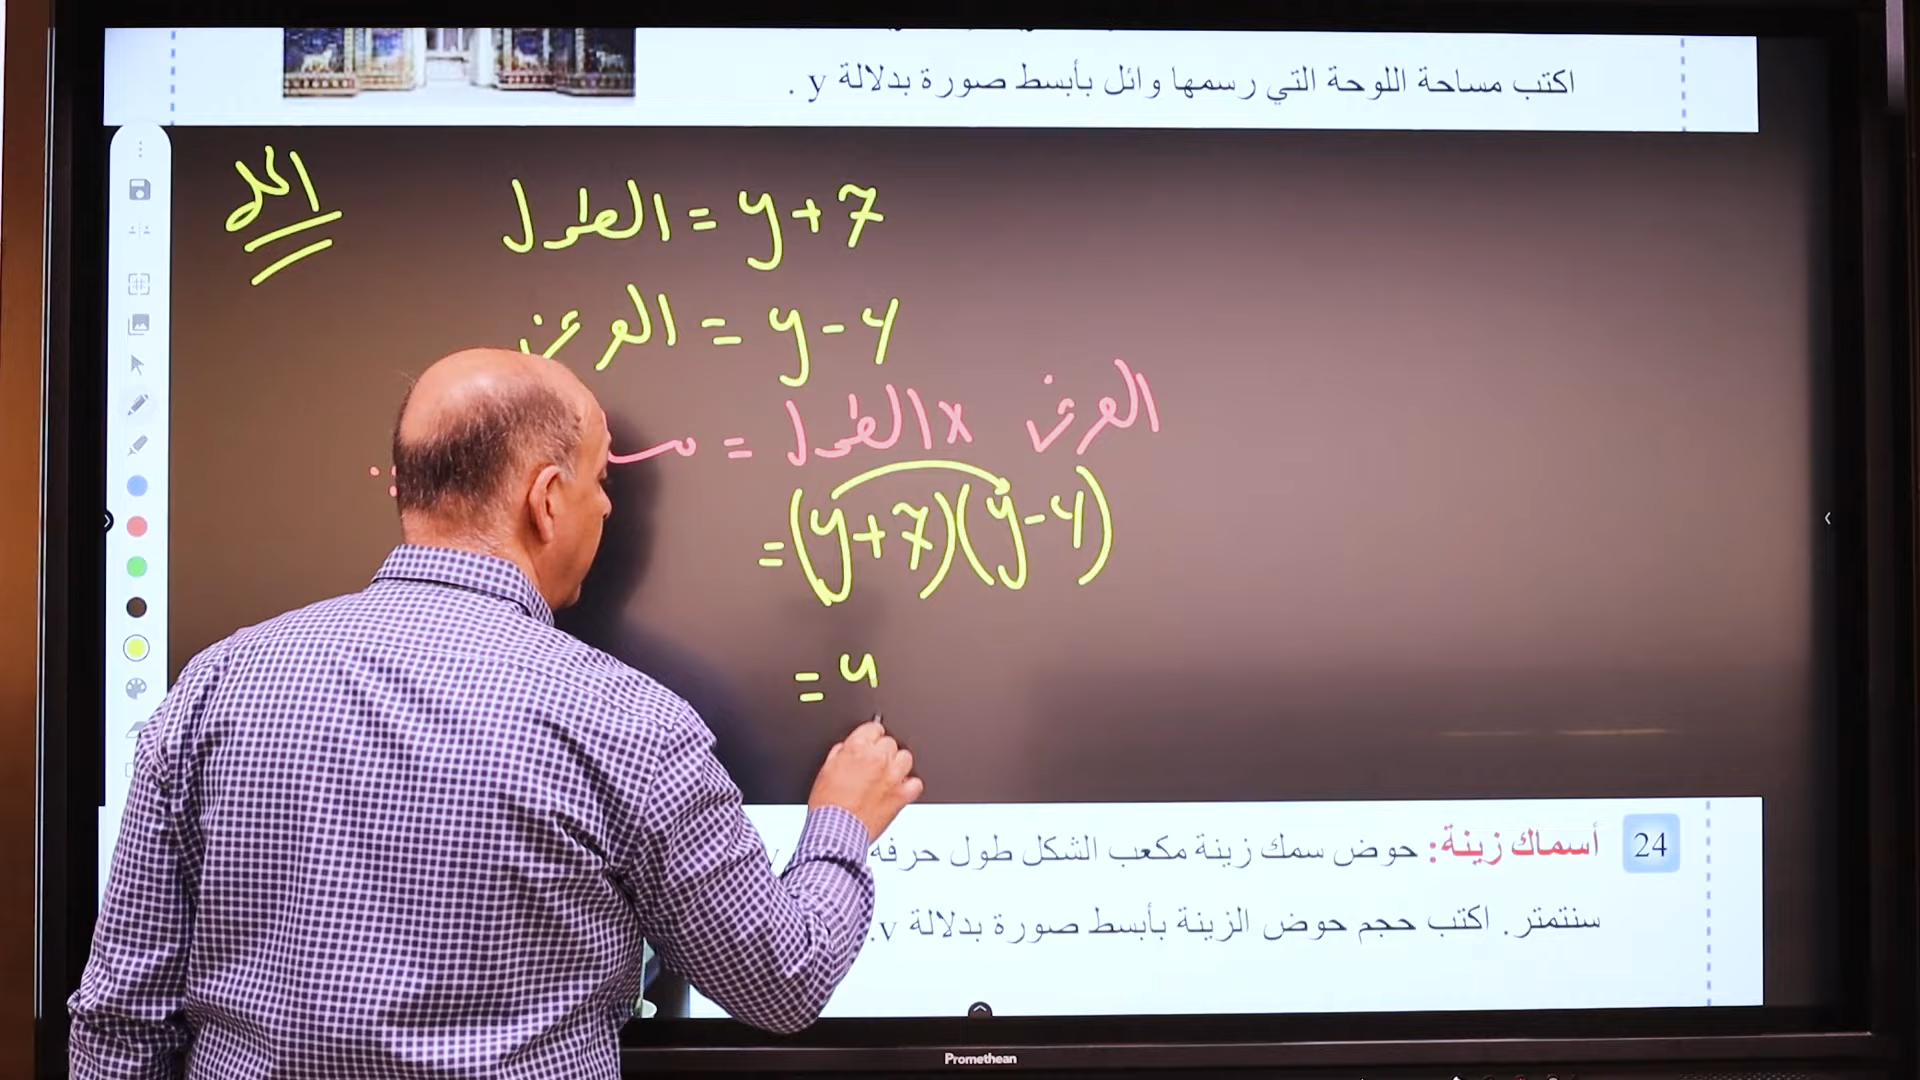 اكتب مساحة اللوحة التي رسمها وائل بأبسط صورة بدلالة y .
الحل
الطول = y + 7
العرض = y - 4
= الطول × العرض
= (y + 7)(y - 4)
= y
24 أسماك زينة: حوض سمك زينة مكعب الشكل طول حرفه
سنتمتر. اكتب حجم حوض الزينة بأبسط صورة بدلالة v.
Promethean